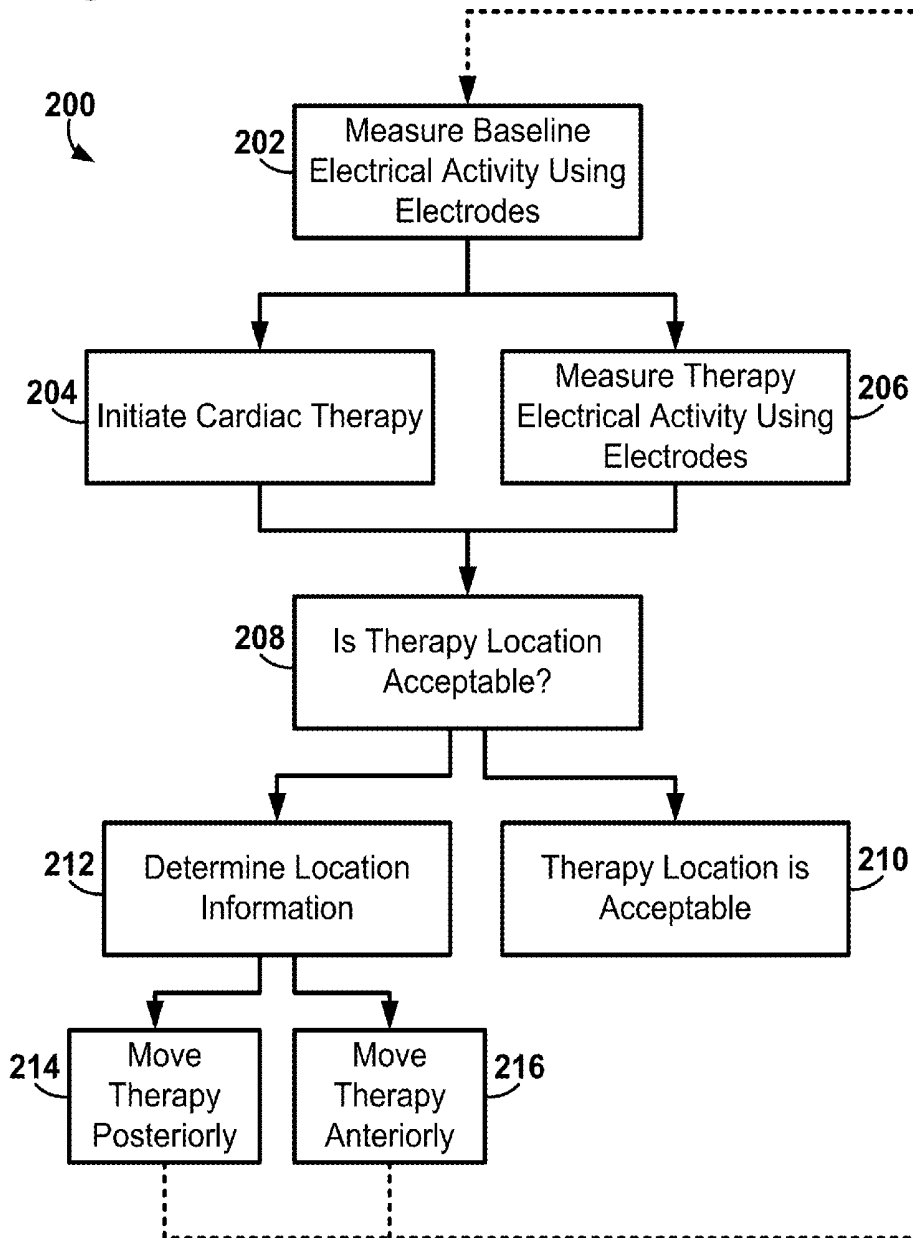 200
202
Measure Baseline
Electrical Activity Using
Electrodes
204
Initiate Cardiac Therapy
Measure Therapy
Electrical Activity Using
Electrodes
206
208
Is Therapy Location
Acceptable?
212
Determine Location
Information
Therapy Location is
Acceptable
210
214
Move
Therapy
Posteriorly
Move
Therapy
Anteriorly
216